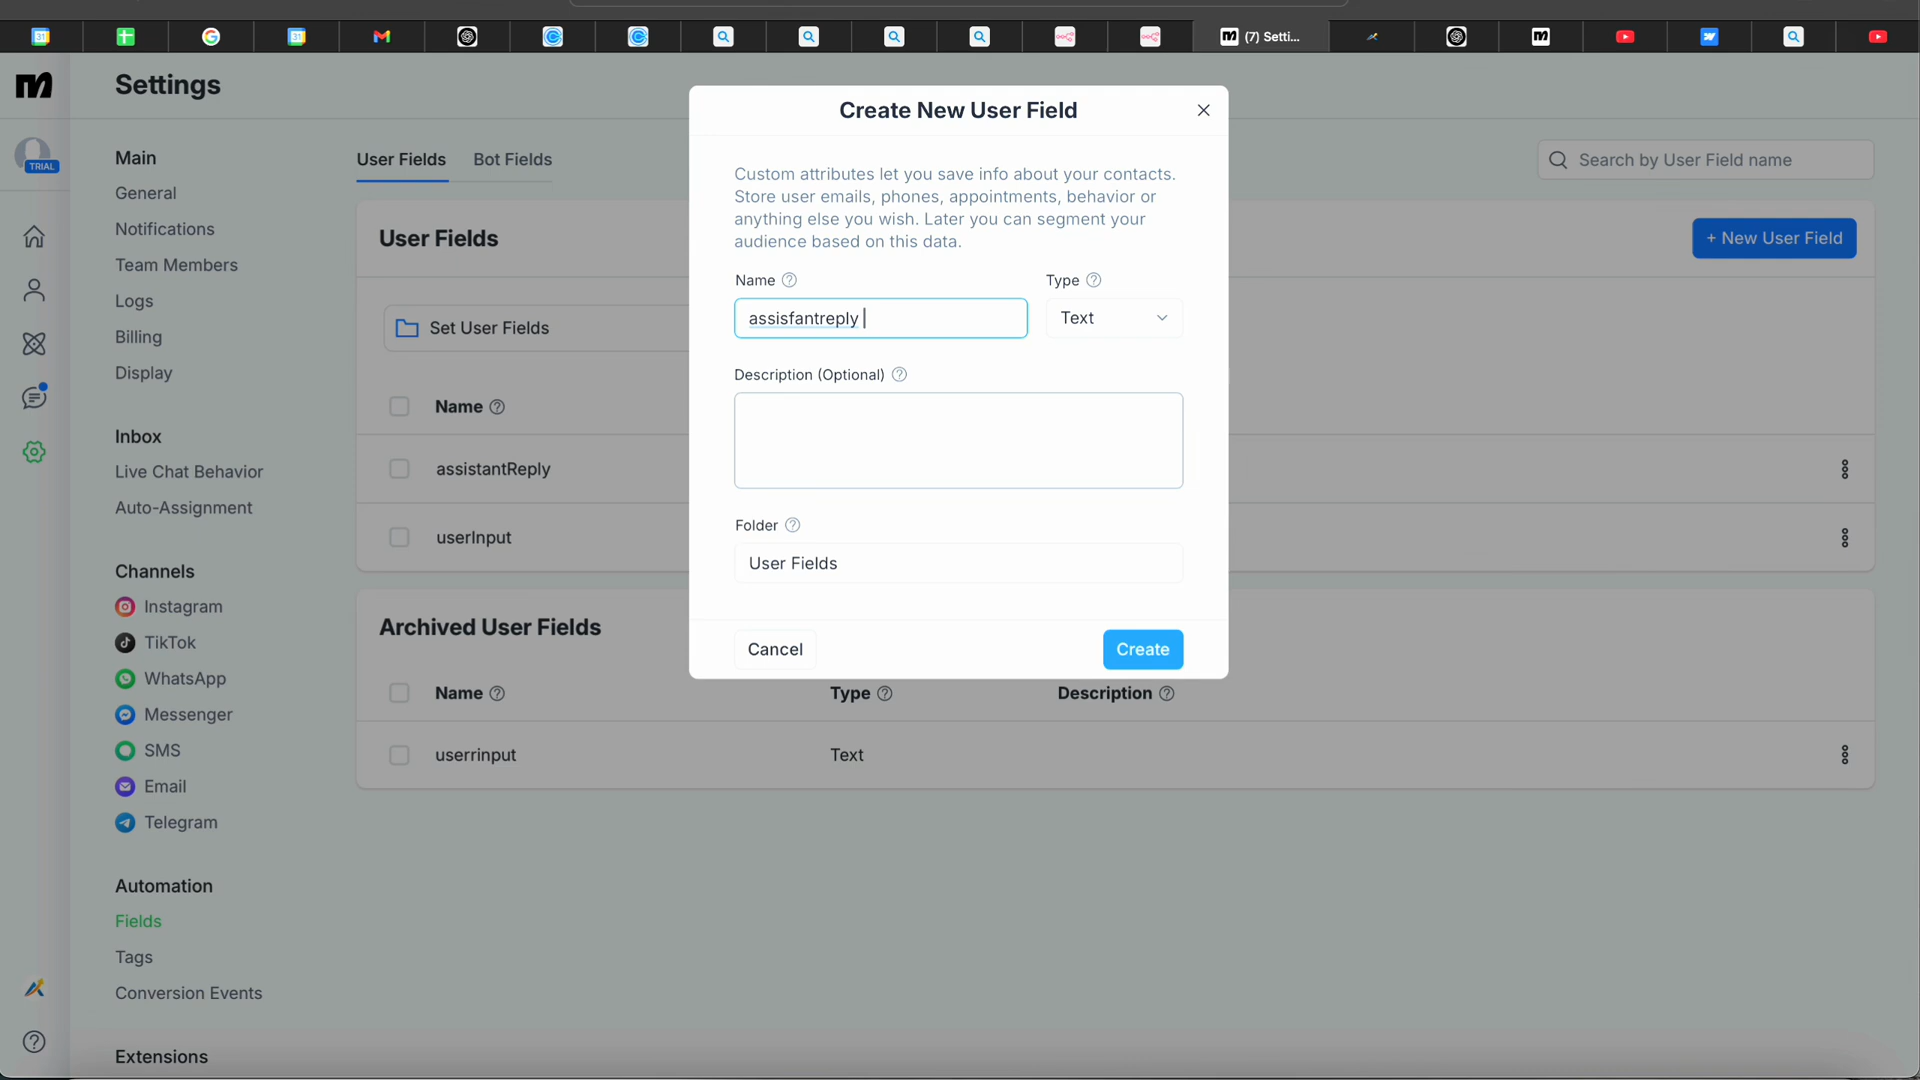 (7) Setti...
Settings
TRIAL
Main
General
Notifications
Team Members
Logs
Billing
Display
Inbox
Live Chat Behavior
Auto-Assignment
Channels
Instagram
TikTok
WhatsApp
Messenger
SMS
Email
Telegram
Automation
Fields
Tags
Conversion Events
Extensions
User Fields
Bot Fields
Search by User Field name
User Fields
+ New User Field
Set User Fields
Name
assistantReply
userInput
Archived User Fields
Name
Type
Description
userrinput
Text
Create New User Field
Custom attributes let you save info about your contacts.
Store user emails, phones, appointments, behavior or
anything else you wish. Later you can segment your
audience based on this data.
Name
Type
assisfantreply
Text
Description (Optional)
Folder
User Fields
Cancel
Create